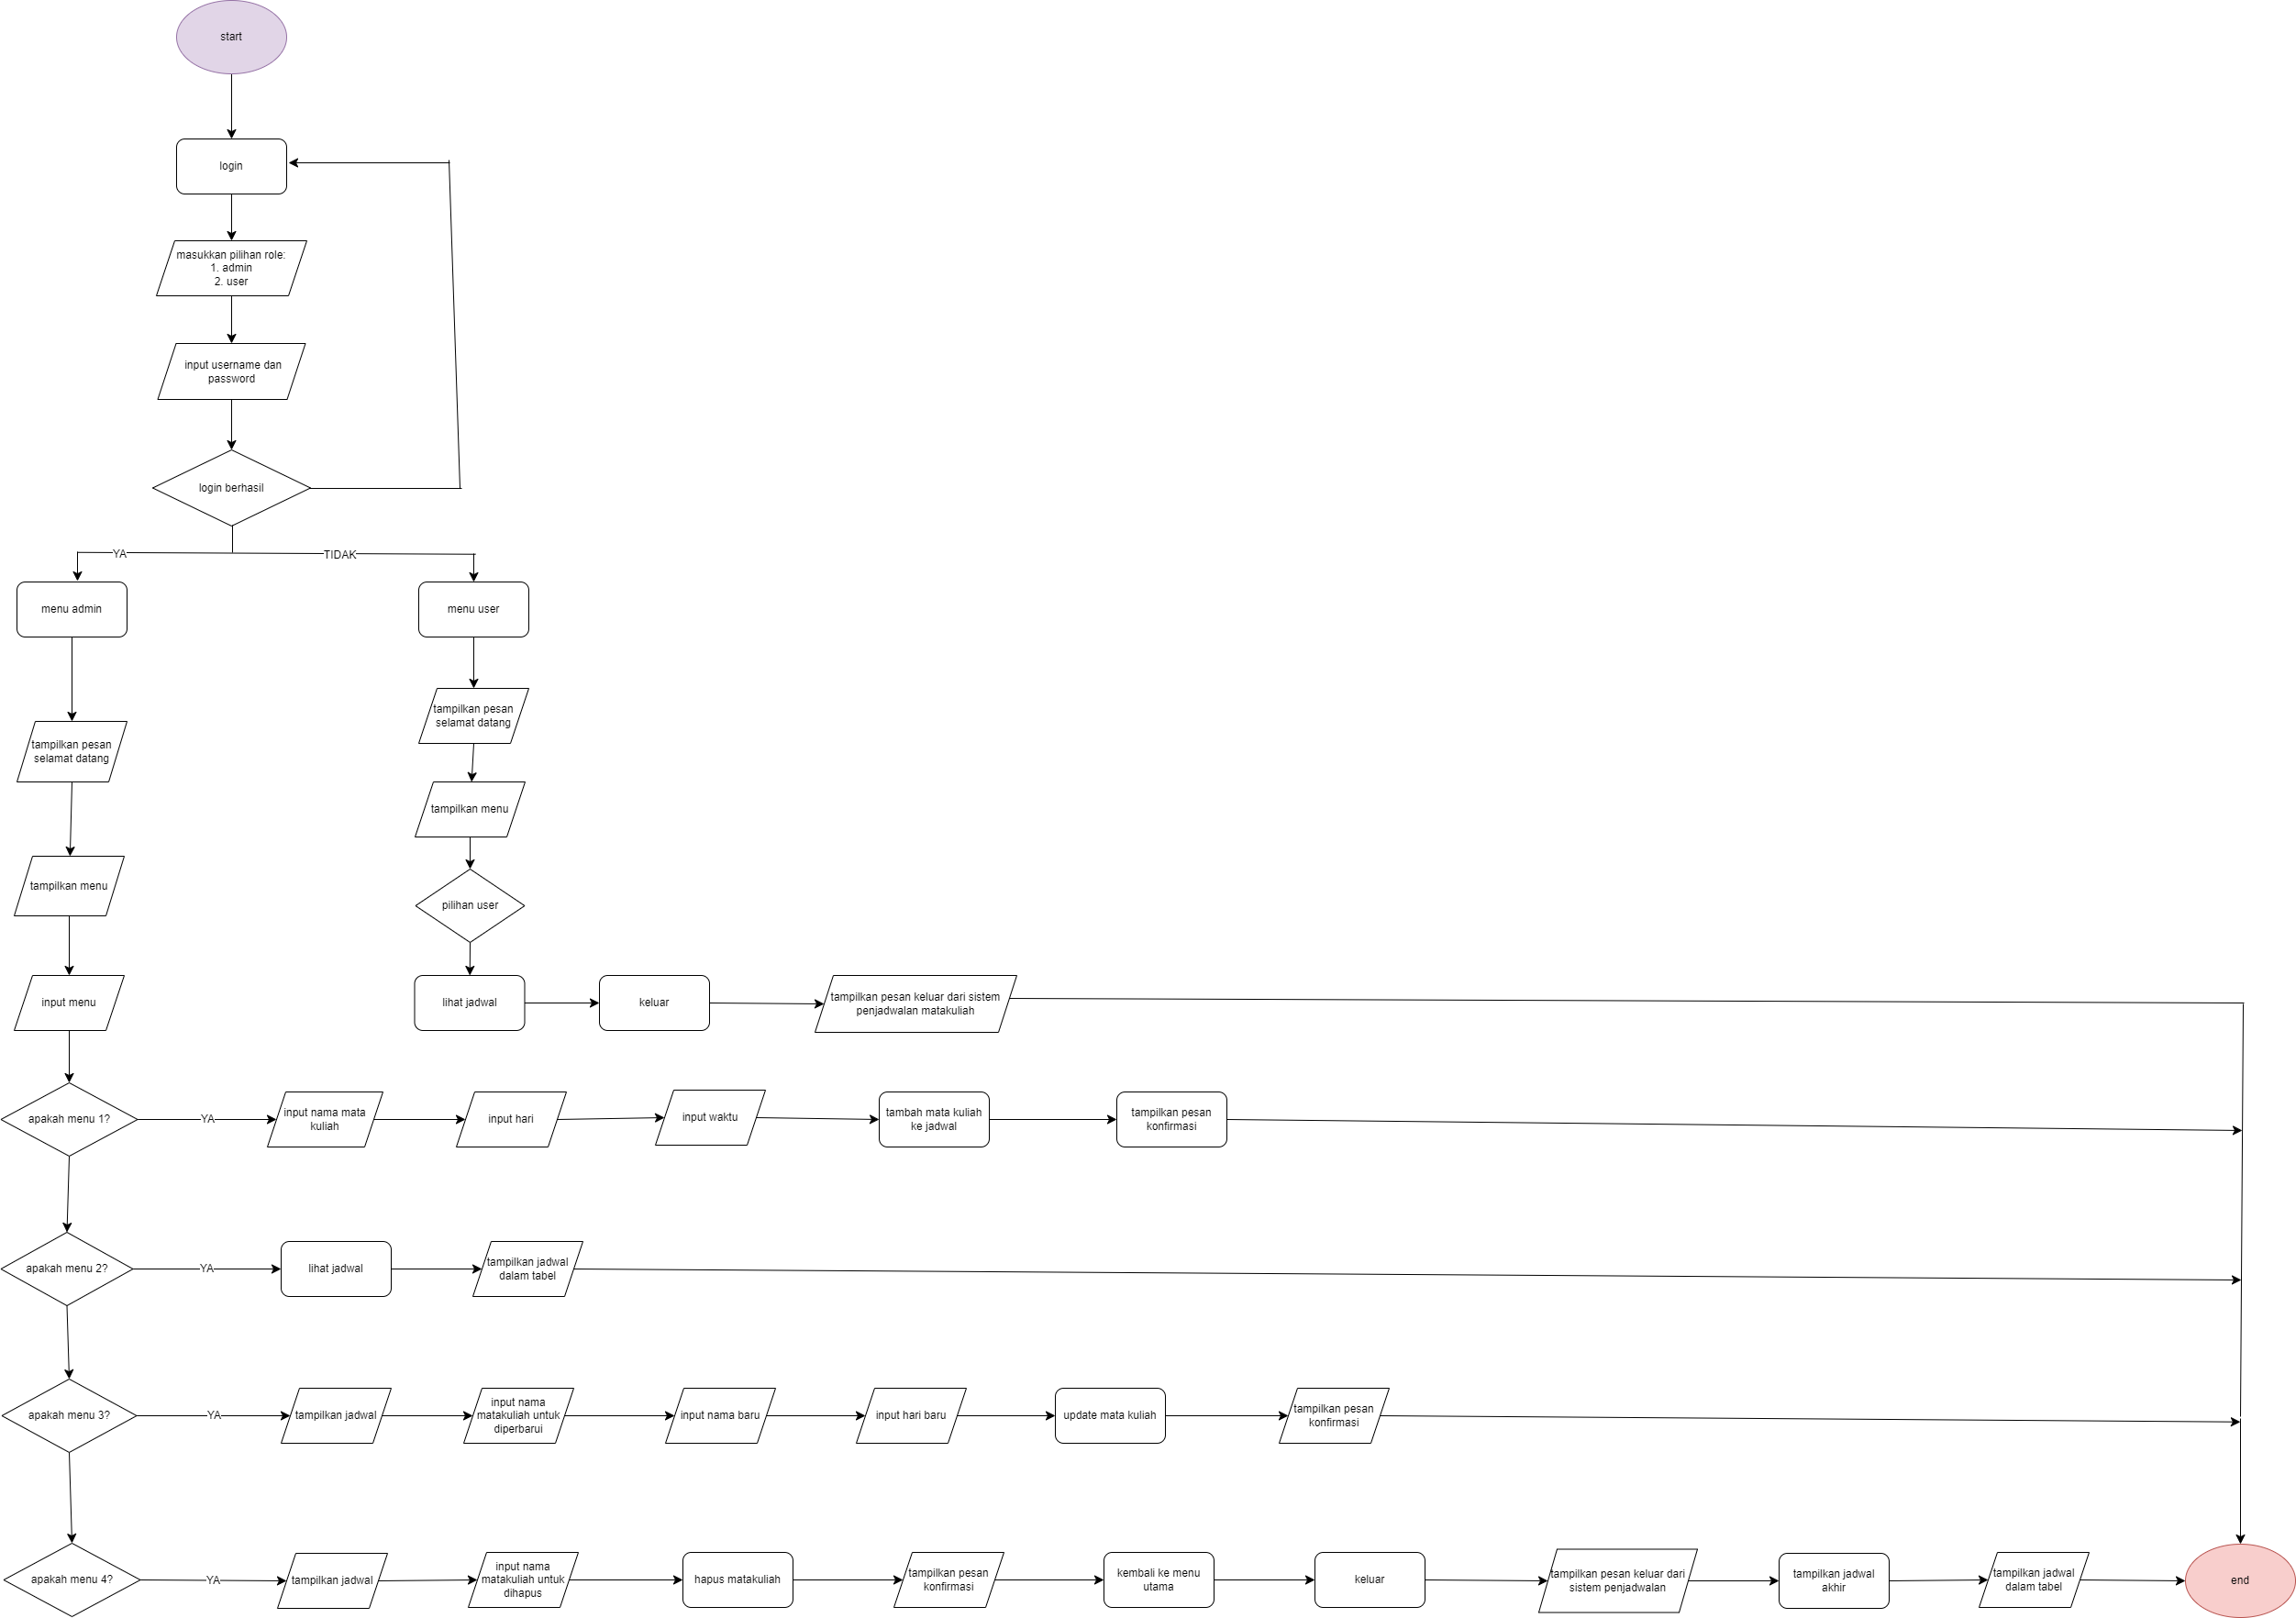 start
login
masukkan pilihan role:
1. admin
2. user
input username dan
password
login berhasil
YA
TIDAK
menu admin
menu user
tampilkan pesan
selamat datang
tampilkan pesan
selamat datang
tampilkan menu
tampilkan menu
pilihan user
input menu
lihat jadwal
keluar
tampilkan pesan keluar dari sistem
penjadwalan matakuliah
apakah menu 1?
YA
input nama mata
kuliah
input hari
input waktu
tambah mata kuliah
ke jadwal
tampilkan pesan
konfirmasi
apakah menu 2?
YA
lihat jadwal
tampilkan jadwal
dalam tabel
apakah menu 3?
YA
tampilkan jadwal
input nama
matakuliah untuk
diperbarui
input nama baru
input hari baru
update mata kuliah
tampilkan pesan
konfirmasi
apakah menu 4?
YA
tampilkan jadwal
input nama
matakuliah untuk
dihapus
hapus matakuliah
tampilkan pesan
konfirmasi
kembali ke menu
utama
keluar
tampilkan pesan keluar dari
sistem penjadwalan
tampilkan jadwal
akhir
tampilkan jadwal
dalam tabel
end